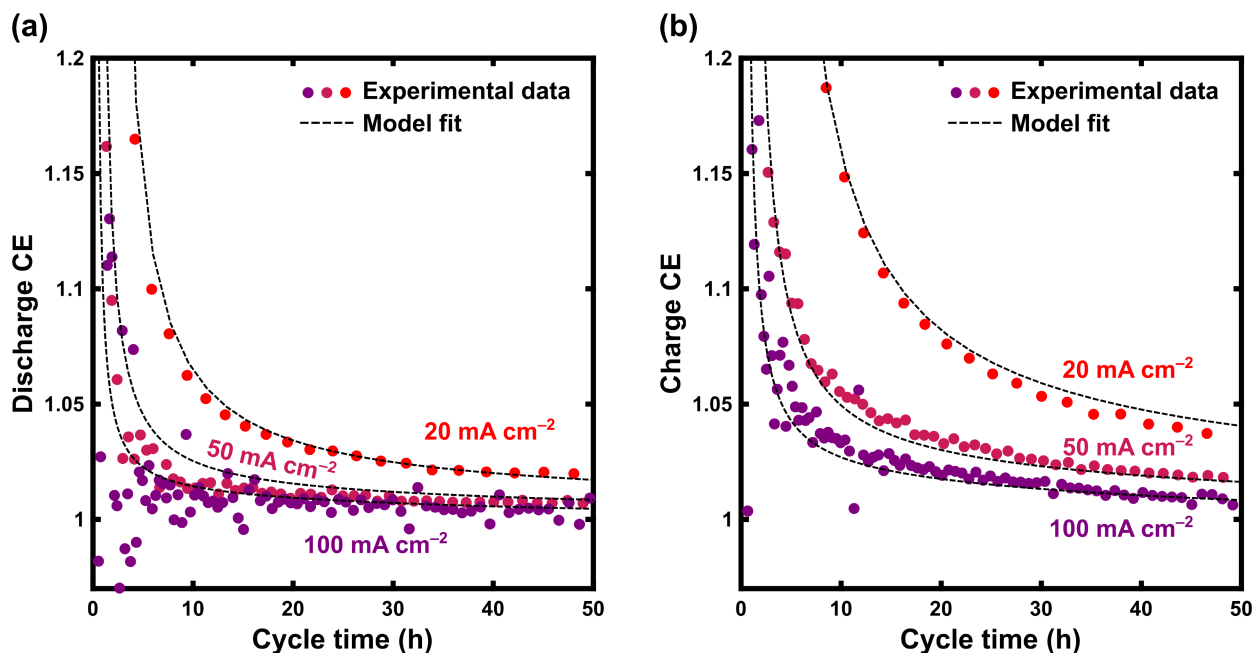 (a)
1.2
1.15
1.1
1.05
1
0
10
20
30
40
50
Discharge CE
Cycle time (h)
Experimental data
Model fit
20 mA cm⁻²
50 mA cm⁻²
100 mA cm⁻²
(b)
1.2
1.15
1.1
1.05
1
0
10
20
30
40
50
Charge CE
Cycle time (h)
Experimental data
Model fit
20 mA cm⁻²
50 mA cm⁻²
100 mA cm⁻²